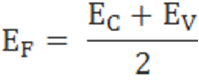 E_F = (E_C + E_V) / 2